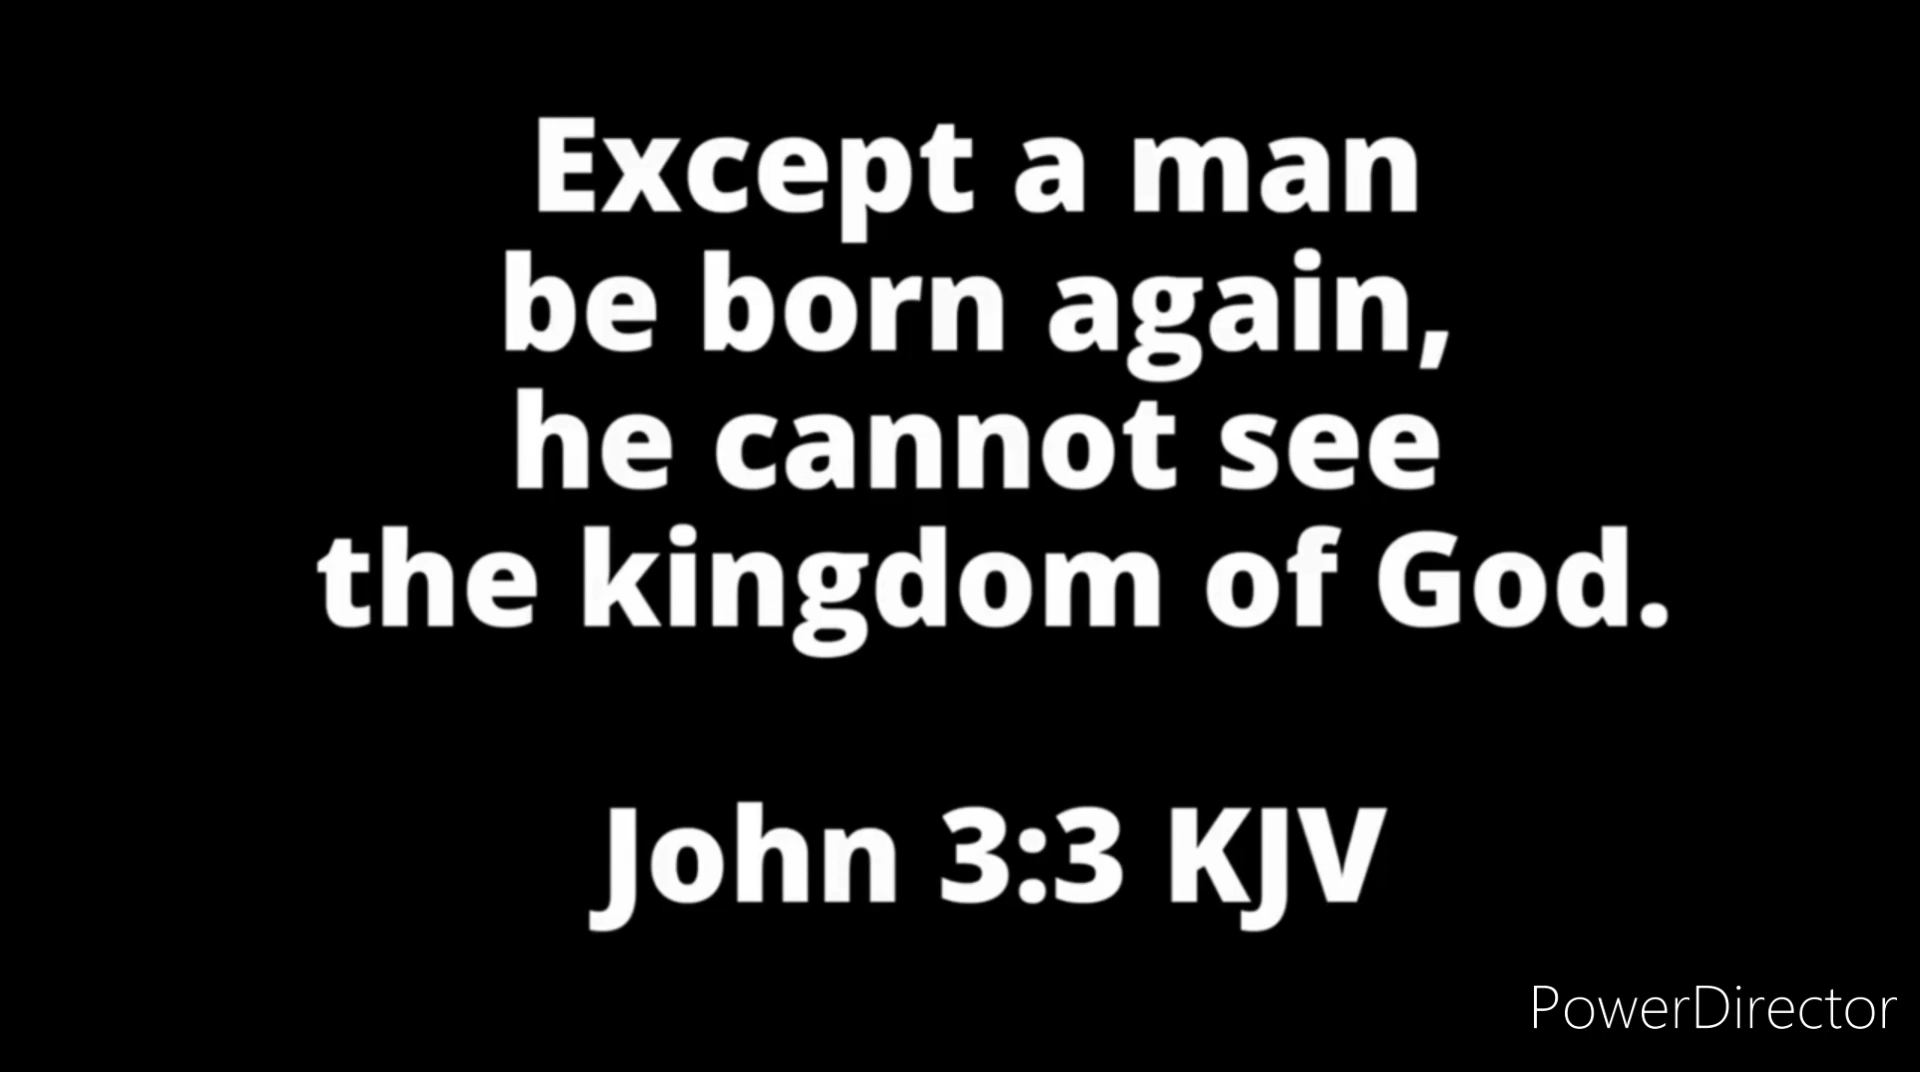 Except a man
be born again,
he cannot see
the kingdom of God.
John 3:3 KJV
PowerDirector